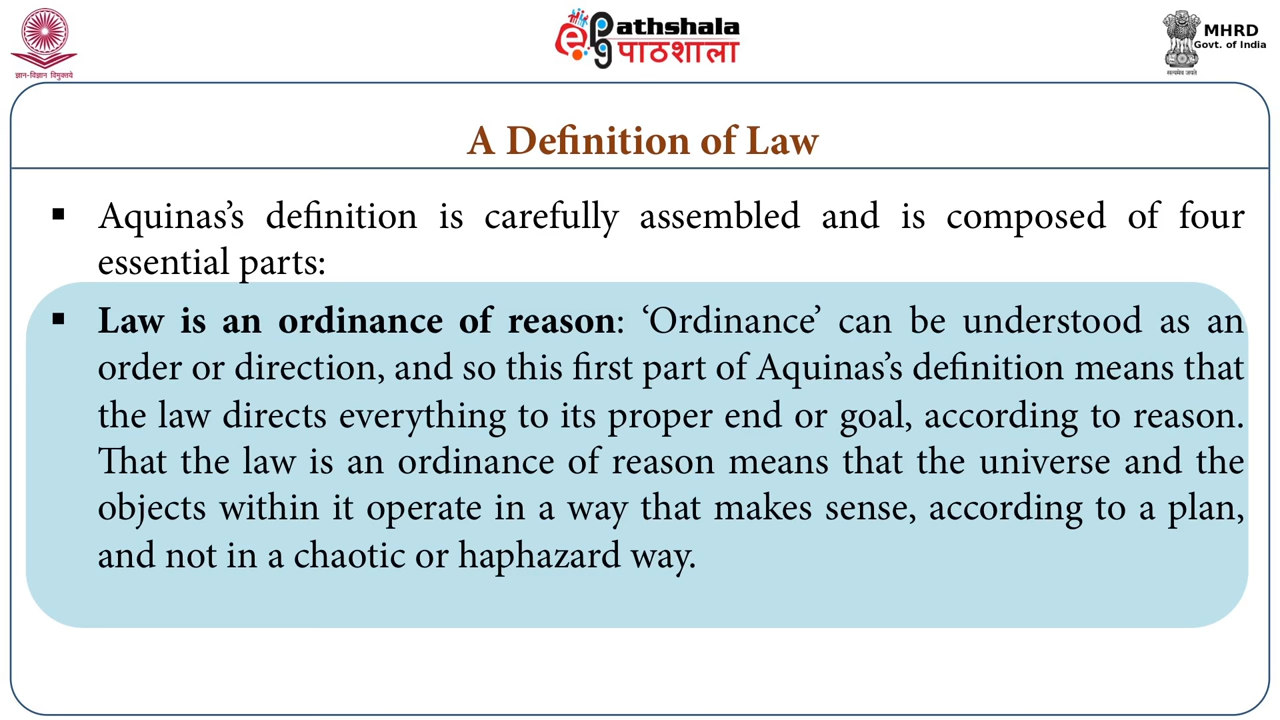 ज्ञान-विज्ञान विमुक्तये
ePathshala
पाठशाला
MHRD
Govt. of India
सत्यमेव जयते
A Definition of Law
▪ Aquinas’s definition is carefully assembled and is composed of four
essential parts:
▪ Law is an ordinance of reason: ‘Ordinance’ can be understood as an
order or direction, and so this first part of Aquinas’s definition means that
the law directs everything to its proper end or goal, according to reason.
That the law is an ordinance of reason means that the universe and the
objects within it operate in a way that makes sense, according to a plan,
and not in a chaotic or haphazard way.